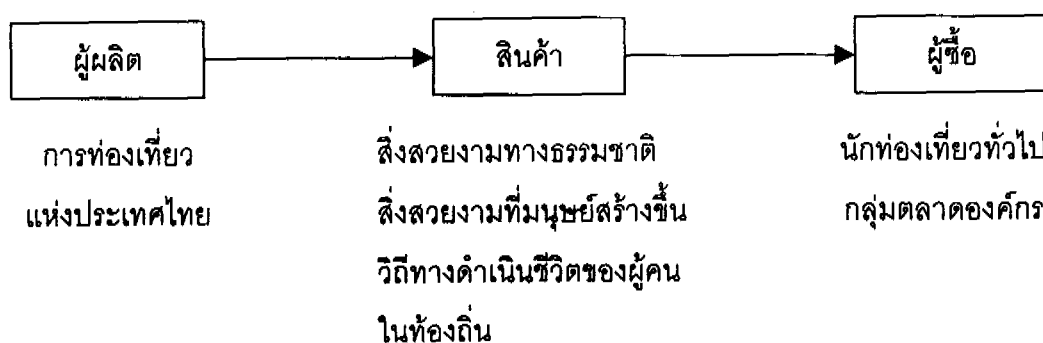 ผู้ผลิต
สินค้า
ผู้ซื้อ
การท่องเที่ยว
แห่งประเทศไทย
สิ่งสวยงามทางธรรมชาติ
สิ่งสวยงามที่มนุษย์สร้างขึ้น
วิถีทางดำเนินชีวิตของผู้คน
ในท้องถิ่น
นักท่องเที่ยวทั่วไป
กลุ่มตลาดองค์กร